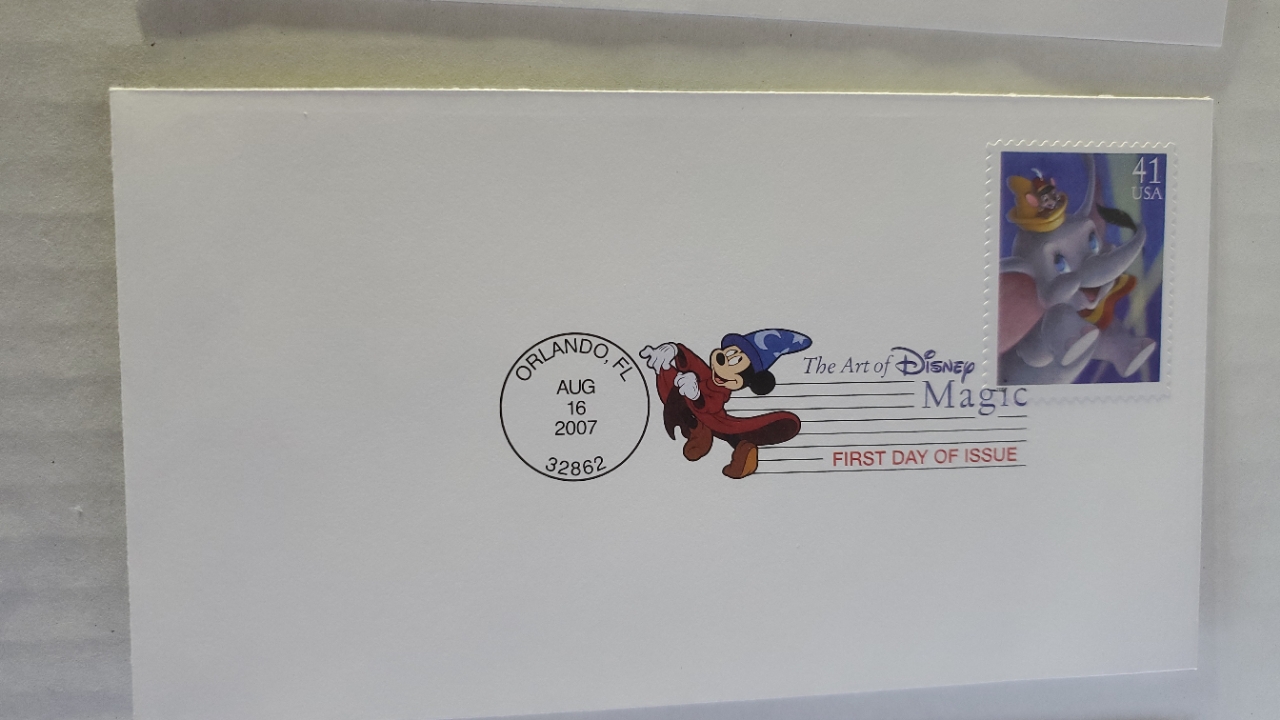 41
USA
ORLANDO, FL
AUG
16
2007
32862
The Art of Disney
Magic
FIRST DAY OF ISSUE